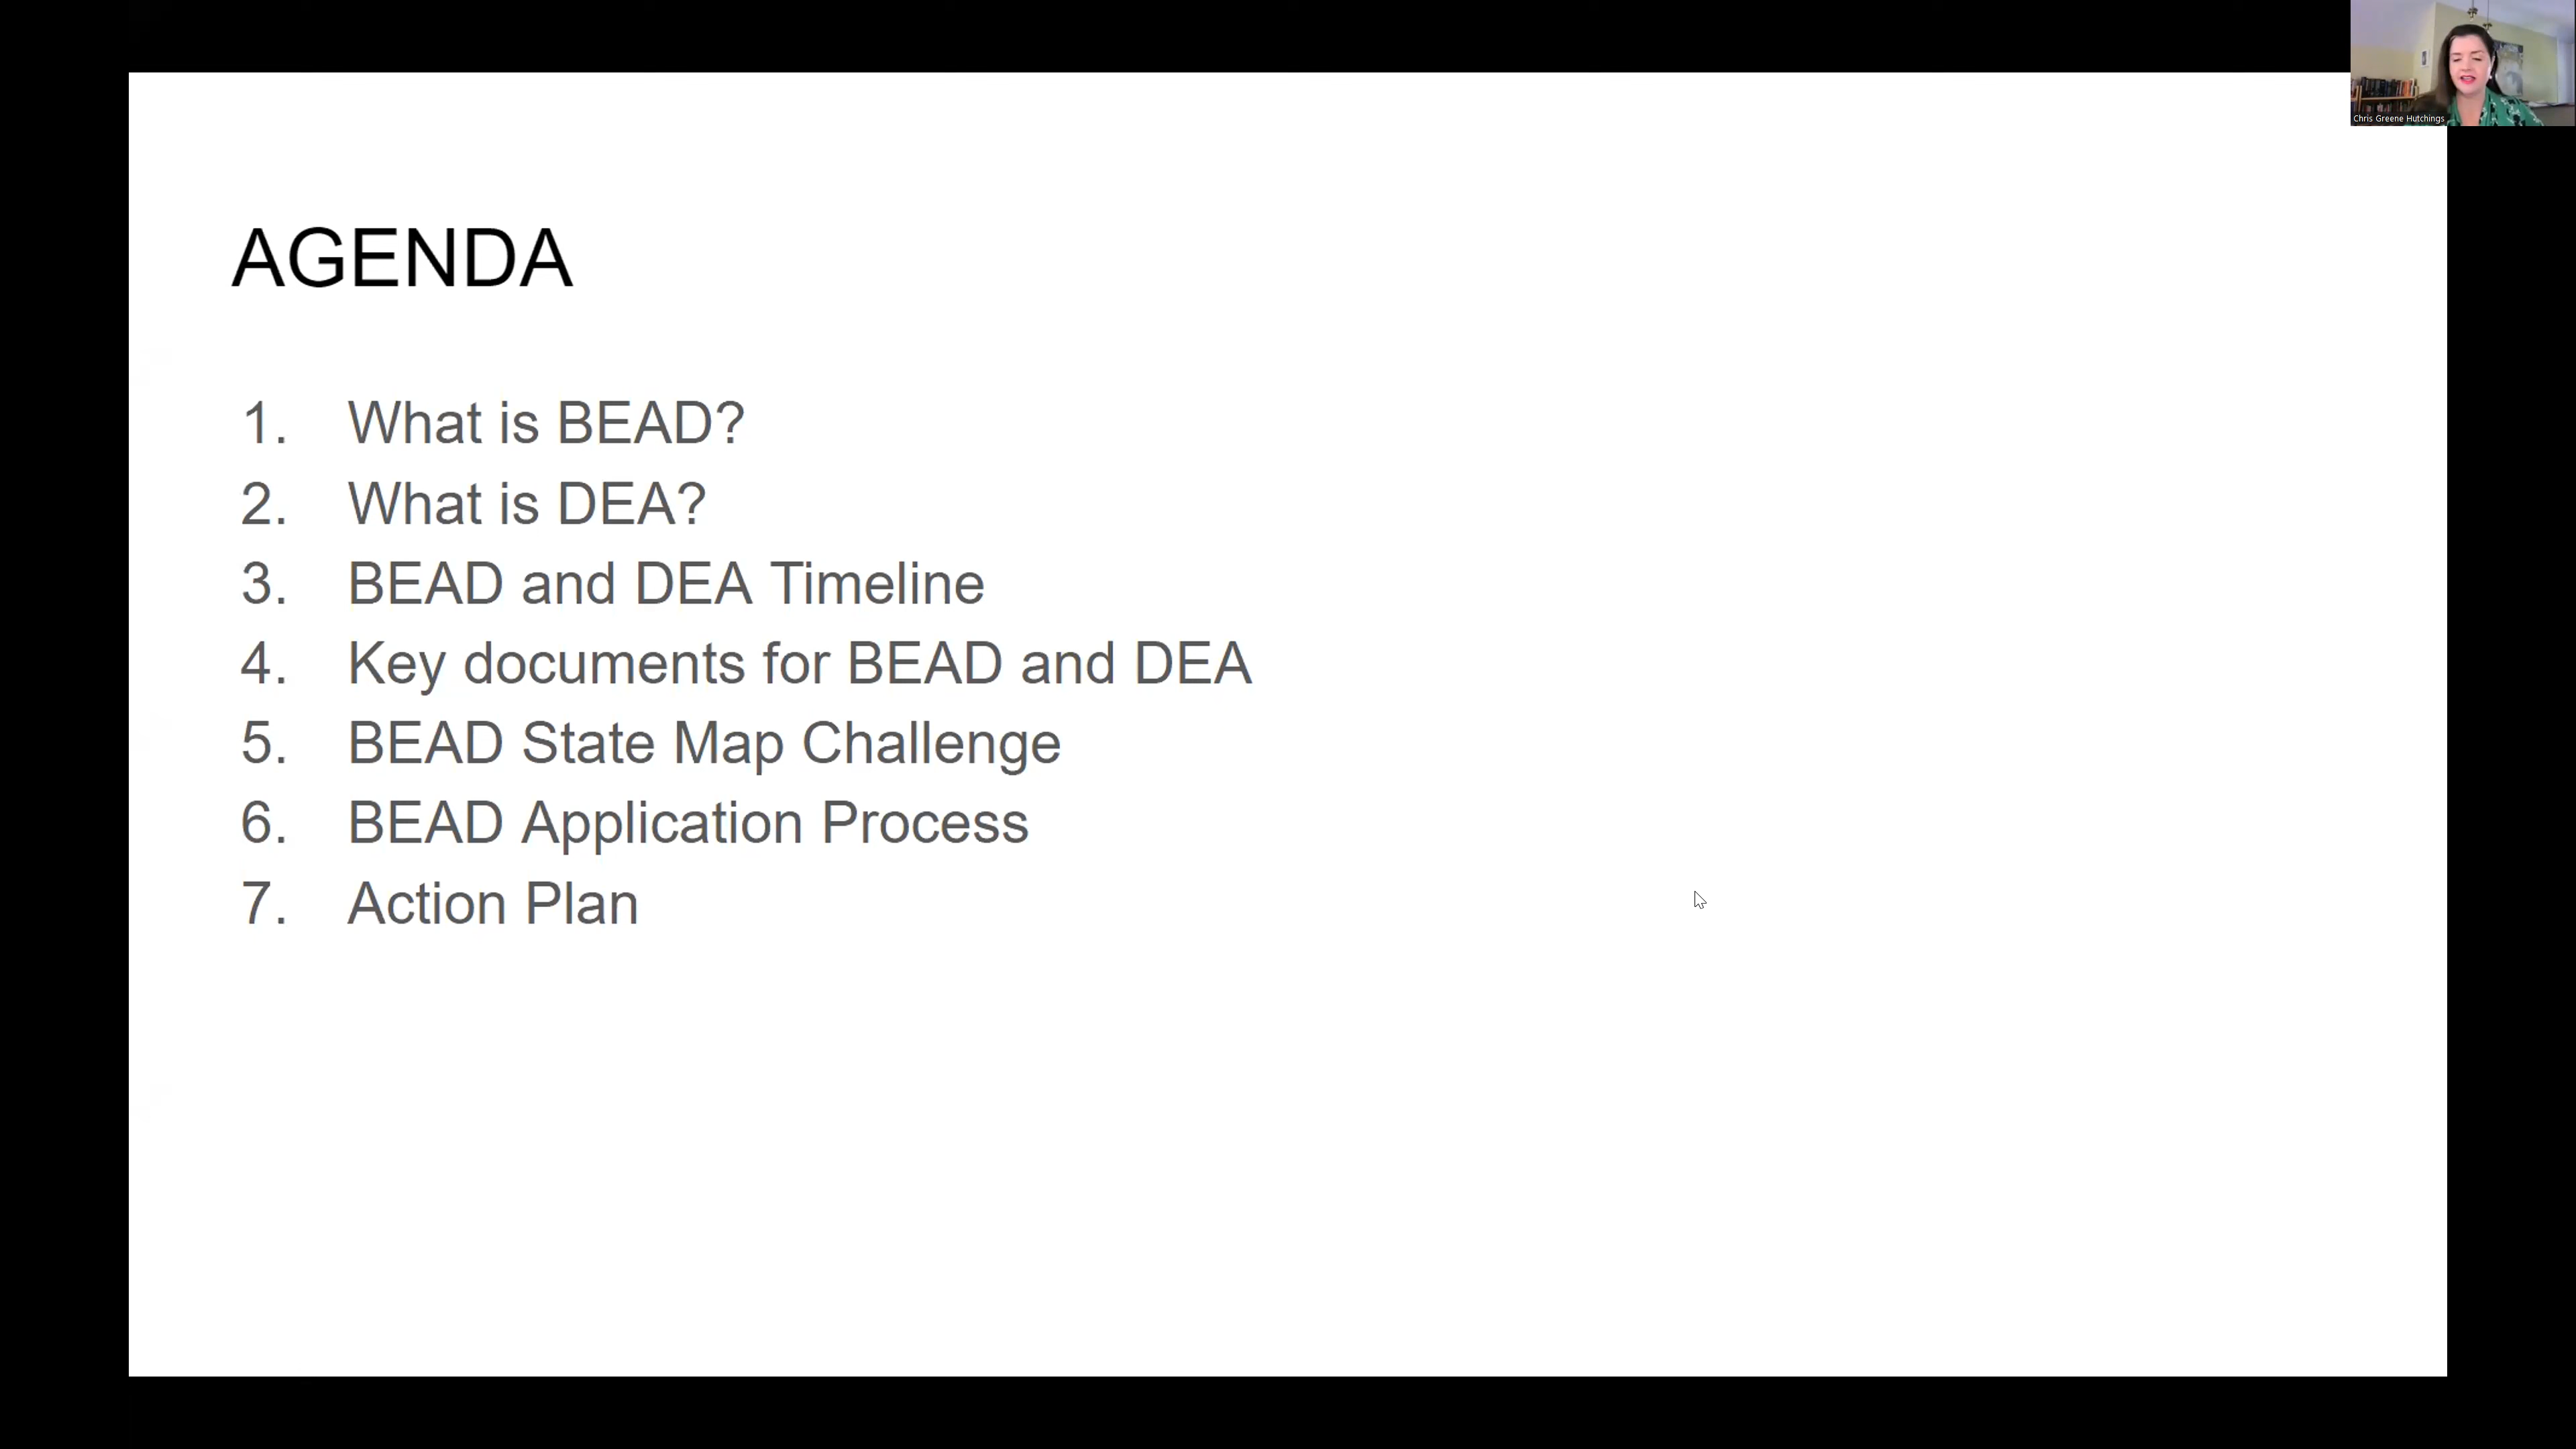 Chris Greene Hutchings
AGENDA
1. What is BEAD?
2. What is DEA?
3. BEAD and DEA Timeline
4. Key documents for BEAD and DEA
5. BEAD State Map Challenge
6. BEAD Application Process
7. Action Plan